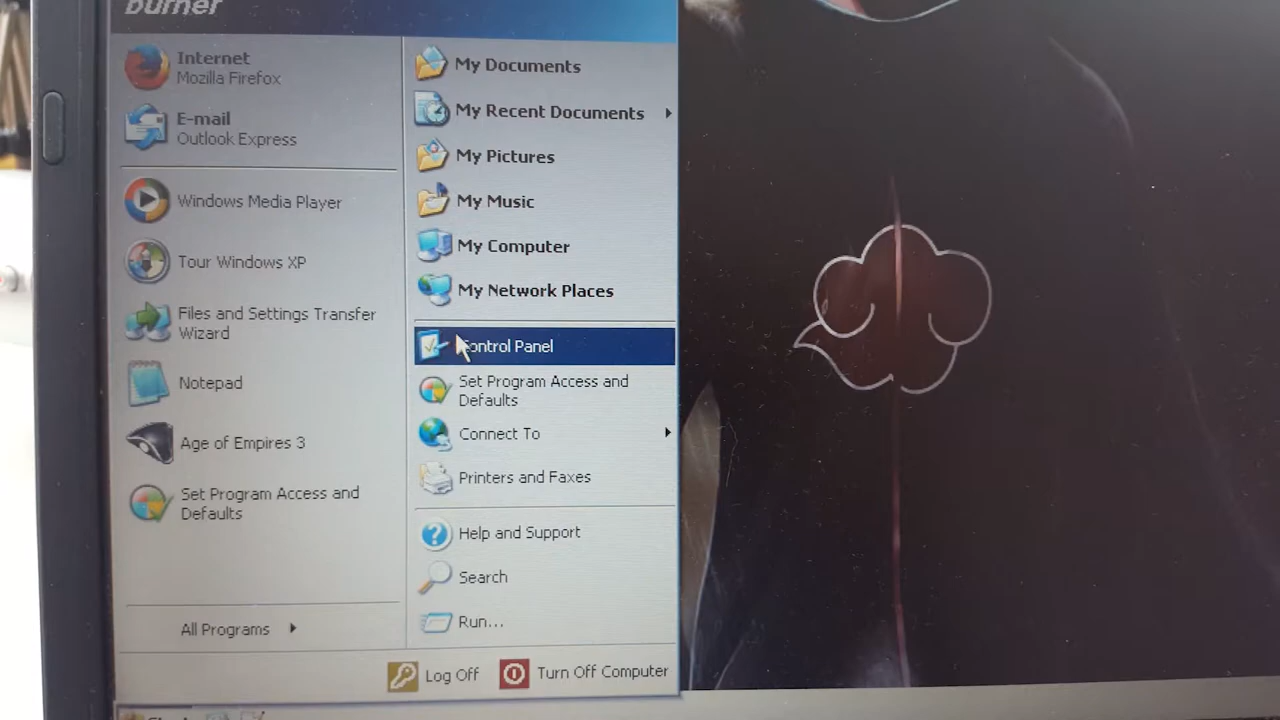 burner
Internet
Mozilla Firefox
E-mail
Outlook Express
Windows Media Player
Tour Windows XP
Files and Settings Transfer
Wizard
Notepad
Age of Empires 3
Set Program Access and
Defaults
All Programs
My Documents
My Recent Documents
My Pictures
My Music
My Computer
My Network Places
Control Panel
Set Program Access and
Defaults
Connect To
Printers and Faxes
Help and Support
Search
Run...
Log Off
Turn Off Computer